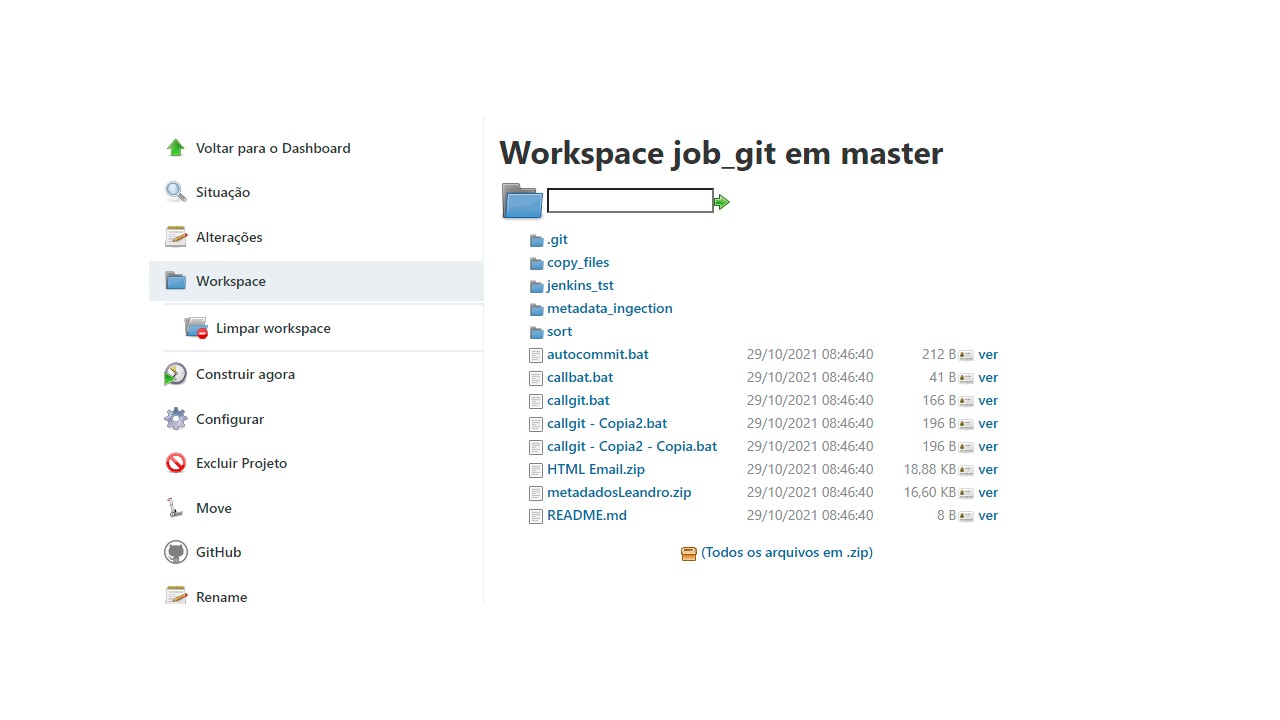 Voltar para o Dashboard
Situação
Alterações
Workspace
Limpar workspace
Construir agora
Configurar
Excluir Projeto
Move
GitHub
Rename
Workspace job_git em master
.git
copy_files
jenkins_tst
metadata_ingection
sort
autocommit.bat 29/10/2021 08:46:40 212 B ver
callbat.bat 29/10/2021 08:46:40 41 B ver
callgit.bat 29/10/2021 08:46:40 166 B ver
callgit - Copia2.bat 29/10/2021 08:46:40 196 B ver
callgit - Copia2 - Copia.bat 29/10/2021 08:46:40 196 B ver
HTML Email.zip 29/10/2021 08:46:40 18,88 KB ver
metadadosLeandro.zip 29/10/2021 08:46:40 16,60 KB ver
README.md 29/10/2021 08:46:40 8 B ver
(Todos os arquivos em .zip)